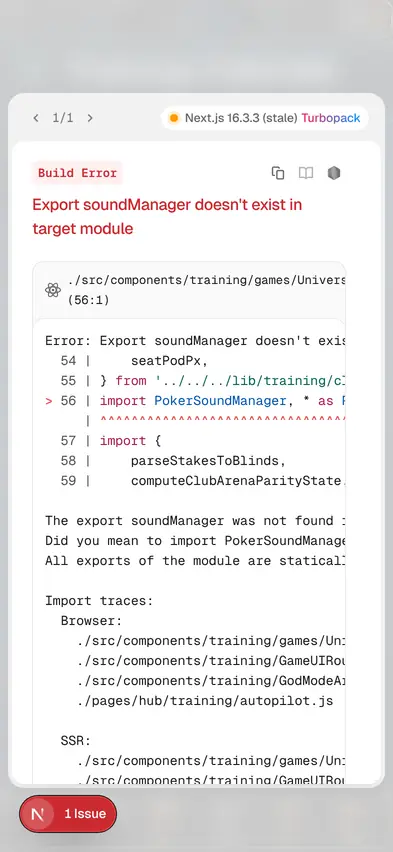 1/1
Next.js 16.3.3 (stale) Turbopack
Build Error
Export soundManager doesn't exist in
target module
./src/components/training/games/Univers
(56:1)
Error: Export soundManager doesn't exis
54 | seatPodPx,
55 | } from '../../../lib/training/cl
> 56 | import PokerSoundManager, * as P
| ^^^^^^^^^^^^^^^^^^^^^^^^^^^^^^^^
57 | import {
58 | parseStakesToBlinds,
59 | computeClubArenaParityState
The export soundManager was not found i
Did you mean to import PokerSoundManage
All exports of the module are staticall
Import traces:
Browser:
./src/components/training/games/Uni
./src/components/training/GameUIRou
./src/components/training/GodModeAr
./pages/hub/training/autopilot.js
SSR:
./src/components/training/games/Uni
./src/components/training/GameUIRou
N 1 Issue